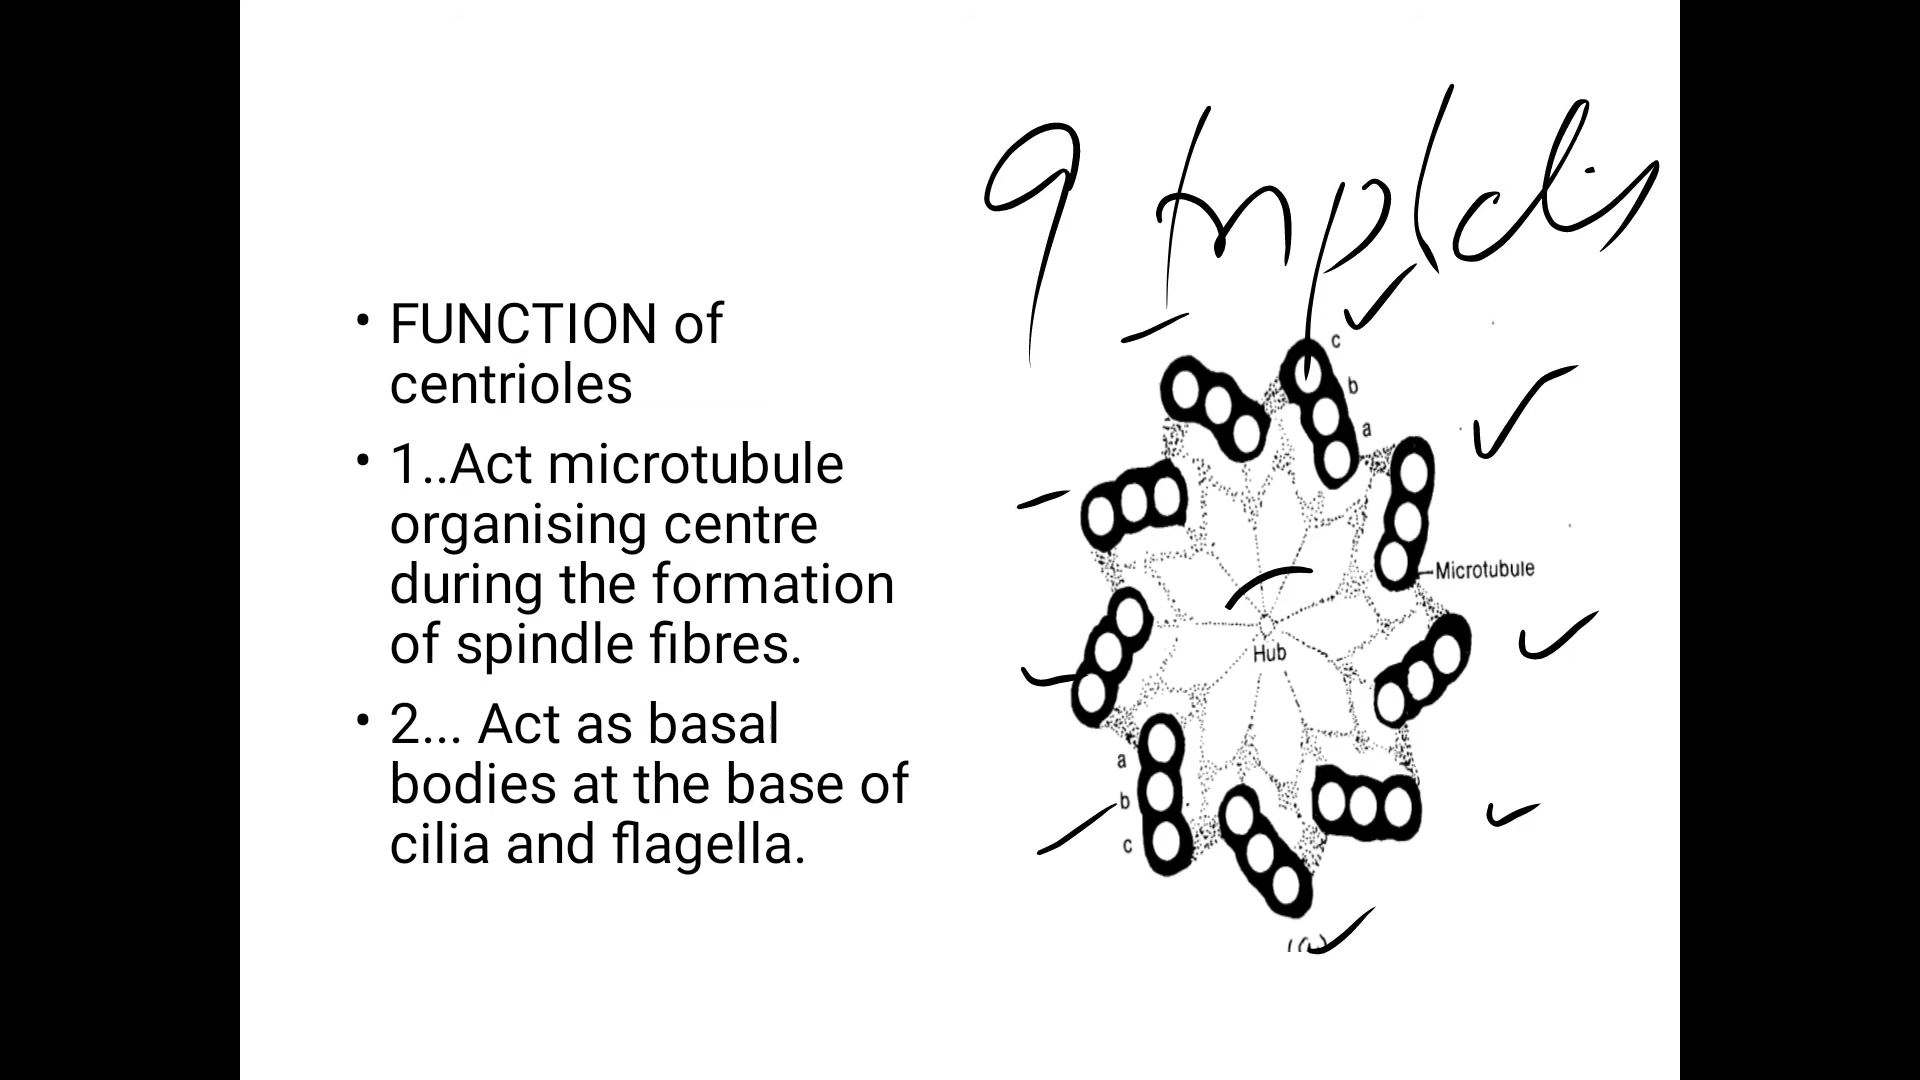 9 triplets
• FUNCTION of
centrioles
• 1..Act microtubule
organising centre
during the formation
of spindle fibres.
• 2... Act as basal
bodies at the base of
cilia and flagella.
c
b
a
Microtubule
Hub
a
b
c